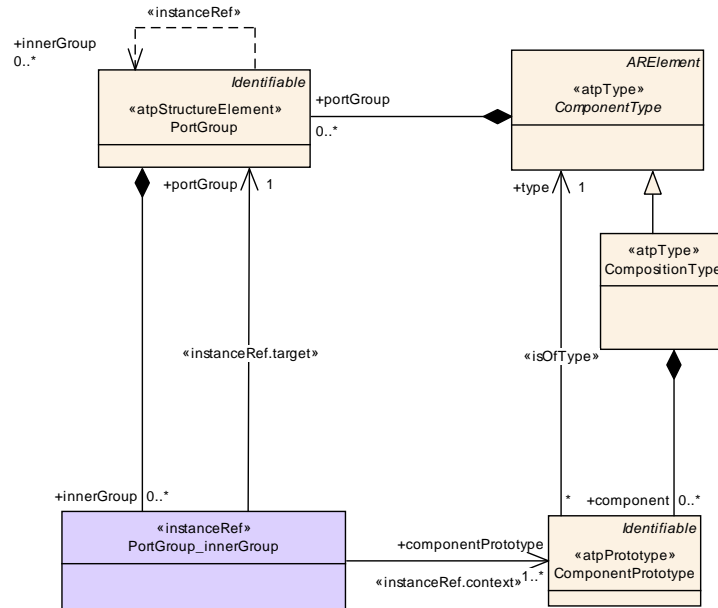 «instanceRef»
+innerGroup
0..*
Identifiable
«atpStructureElement»
PortGroup
+portGroup
0..*
ARElement
«atpType»
ComponentType
+portGroup 1
+type 1
«atpType»
CompositionType
«instanceRef.target»
«isOfType»
+innerGroup 0..*
* +component 0..*
«instanceRef»
PortGroup_innerGroup
+componentPrototype
«instanceRef.context» 1..*
Identifiable
«atpPrototype»
ComponentPrototype